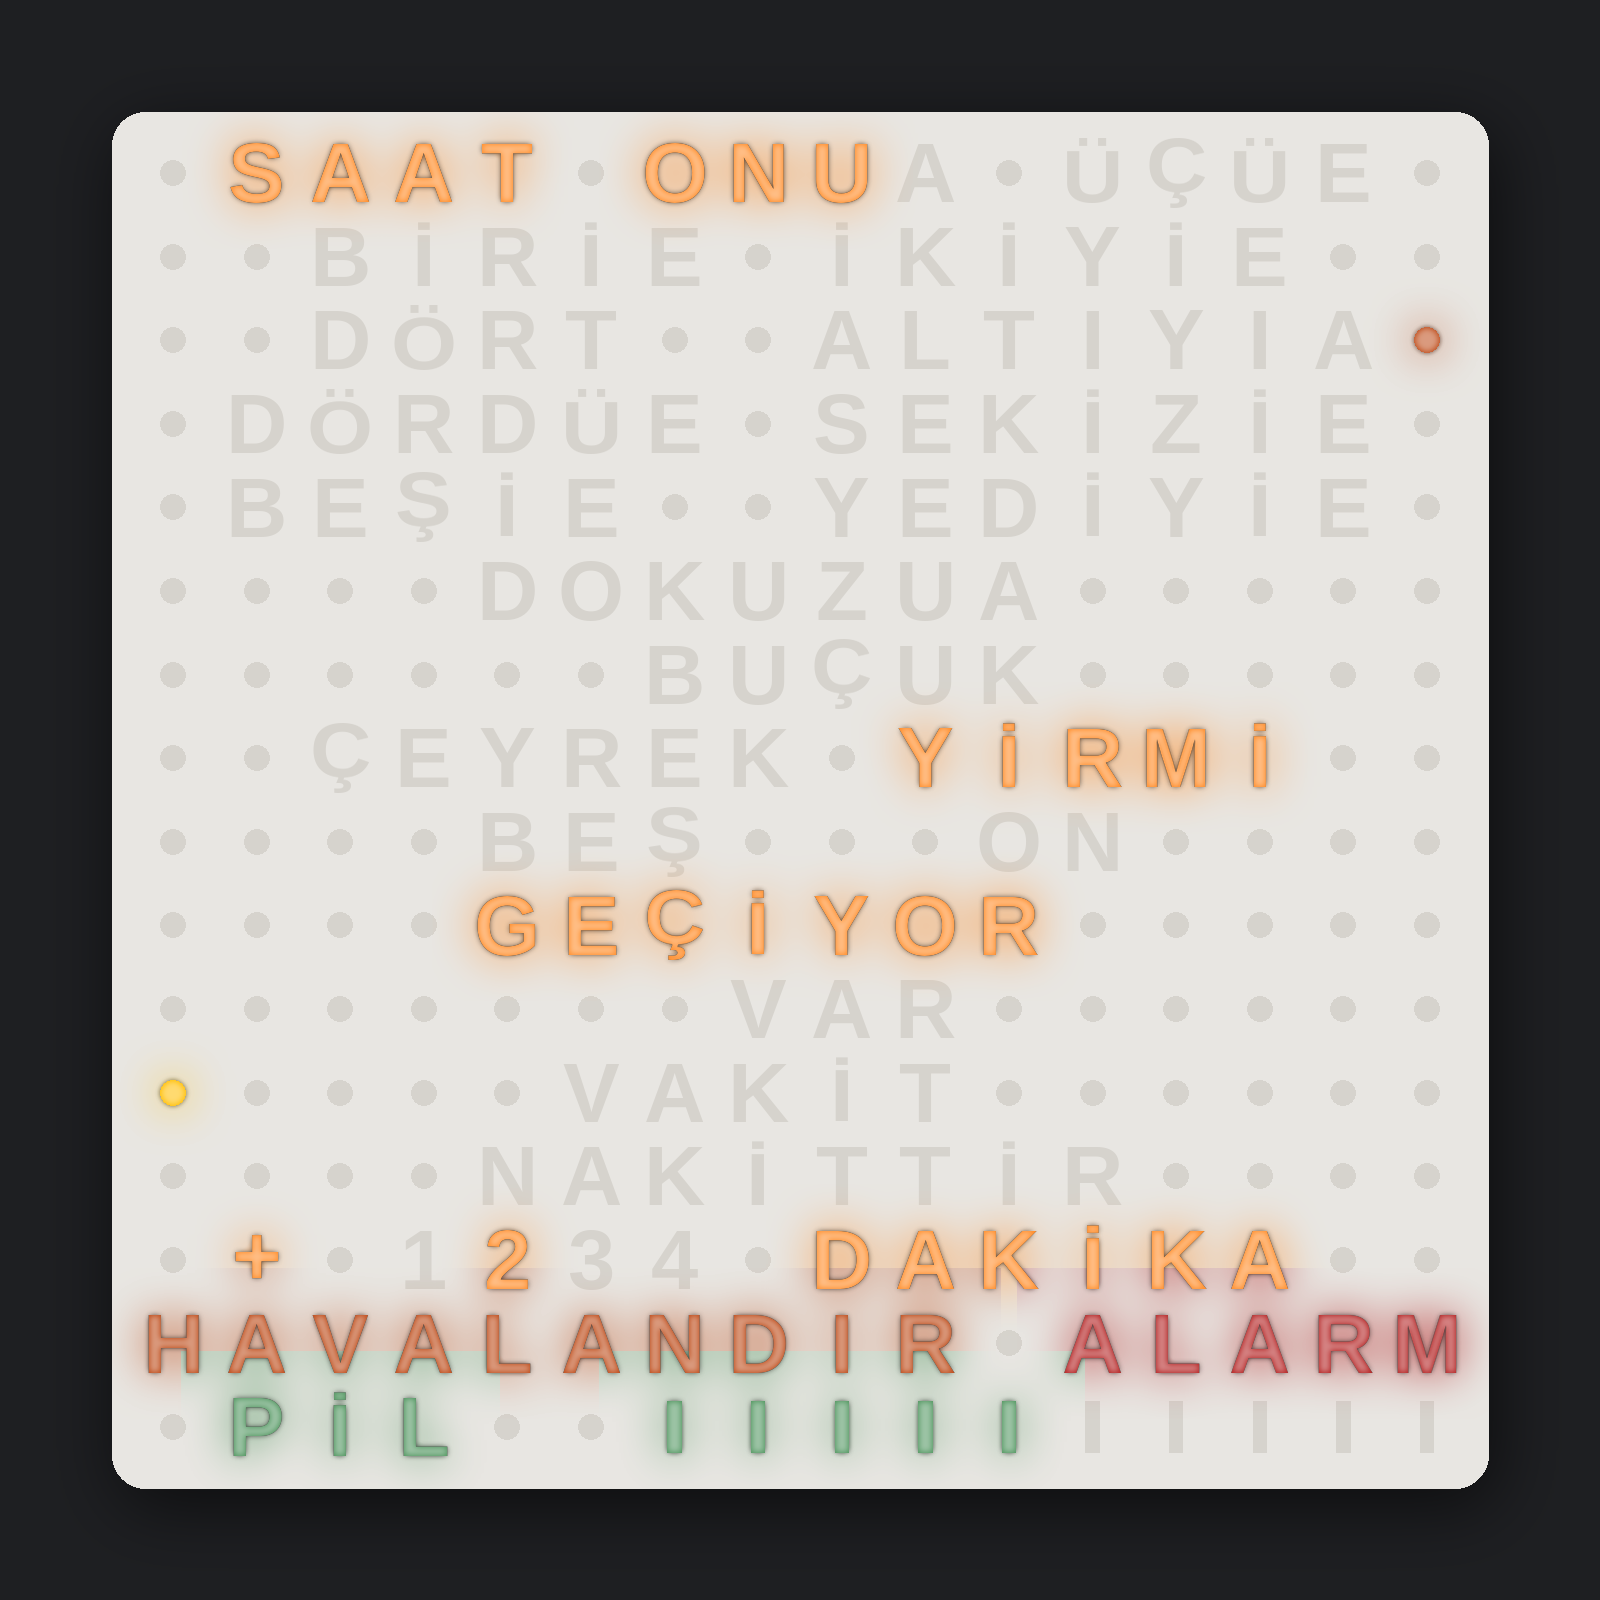 SAAT ONUA ÜÇÜE
BİRİE İKİYİE
DÖRT ALTIYIA
DÖRDÜE SEKİZİE
BEŞİE YEDİYİE
DOKUZUA
BUÇUK
ÇEYREK YİRMİ
BEŞ ON
GEÇİYOR
VAR
VAKİT
NAKİTTİR
+ 1234 DAKİKA
HAVALANDIR ALARM
PİL IIIIIIIIII